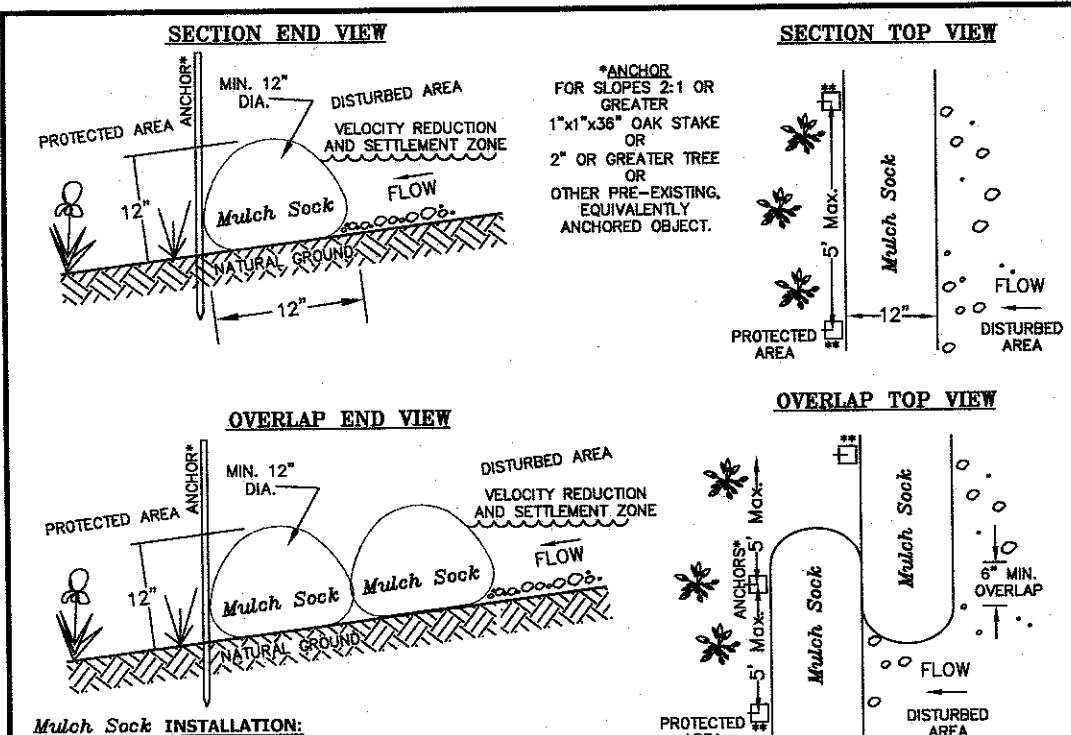 SECTION END VIEW
ANCHOR*
MIN. 12"
DIA.
DISTURBED AREA
PROTECTED AREA
VELOCITY REDUCTION
AND SETTLEMENT ZONE
FLOW
12"
Mulch Sock
NATURAL GROUND
12"
*ANCHOR
FOR SLOPES 2:1 OR
GREATER
1"x1"x36" OAK STAKE
OR
2" OR GREATER TREE
OR
OTHER PRE-EXISTING,
EQUIVALENTLY
ANCHORED OBJECT.
SECTION TOP VIEW
**
5' Max.
Mulch Sock
12"
FLOW
DISTURBED
AREA
PROTECTED
AREA
**
OVERLAP END VIEW
ANCHOR*
MIN. 12"
DIA.
DISTURBED AREA
PROTECTED AREA
VELOCITY REDUCTION
AND SETTLEMENT ZONE
FLOW
12"
Mulch Sock
Mulch Sock
NATURAL GROUND
OVERLAP TOP VIEW
**
5' Max.
ANCHORS*
5' Max.
Mulch Sock
Mulch Sock
6" MIN.
OVERLAP
FLOW
DISTURBED
AREA
PROTECTED
AREA
**
Mulch Sock INSTALLATION: